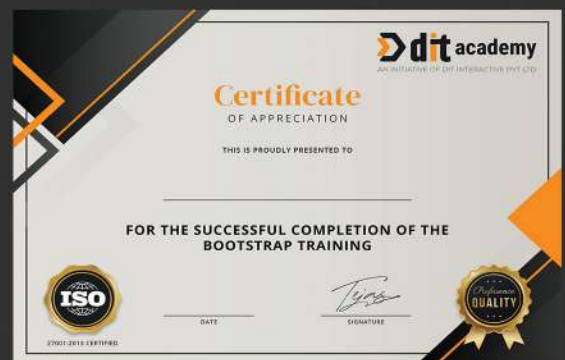 dit academy
AN INITIATIVE OF DIT INTERACTIVE PVT LTD
Certificate
OF APPRECIATION
THIS IS PROUDLY PRESENTED TO
FOR THE SUCCESSFUL COMPLETION OF THE
BOOTSTRAP TRAINING
ISO
27001-2013 CERTIFIED
DATE
Tejas
SIGNATURE
QUALITY